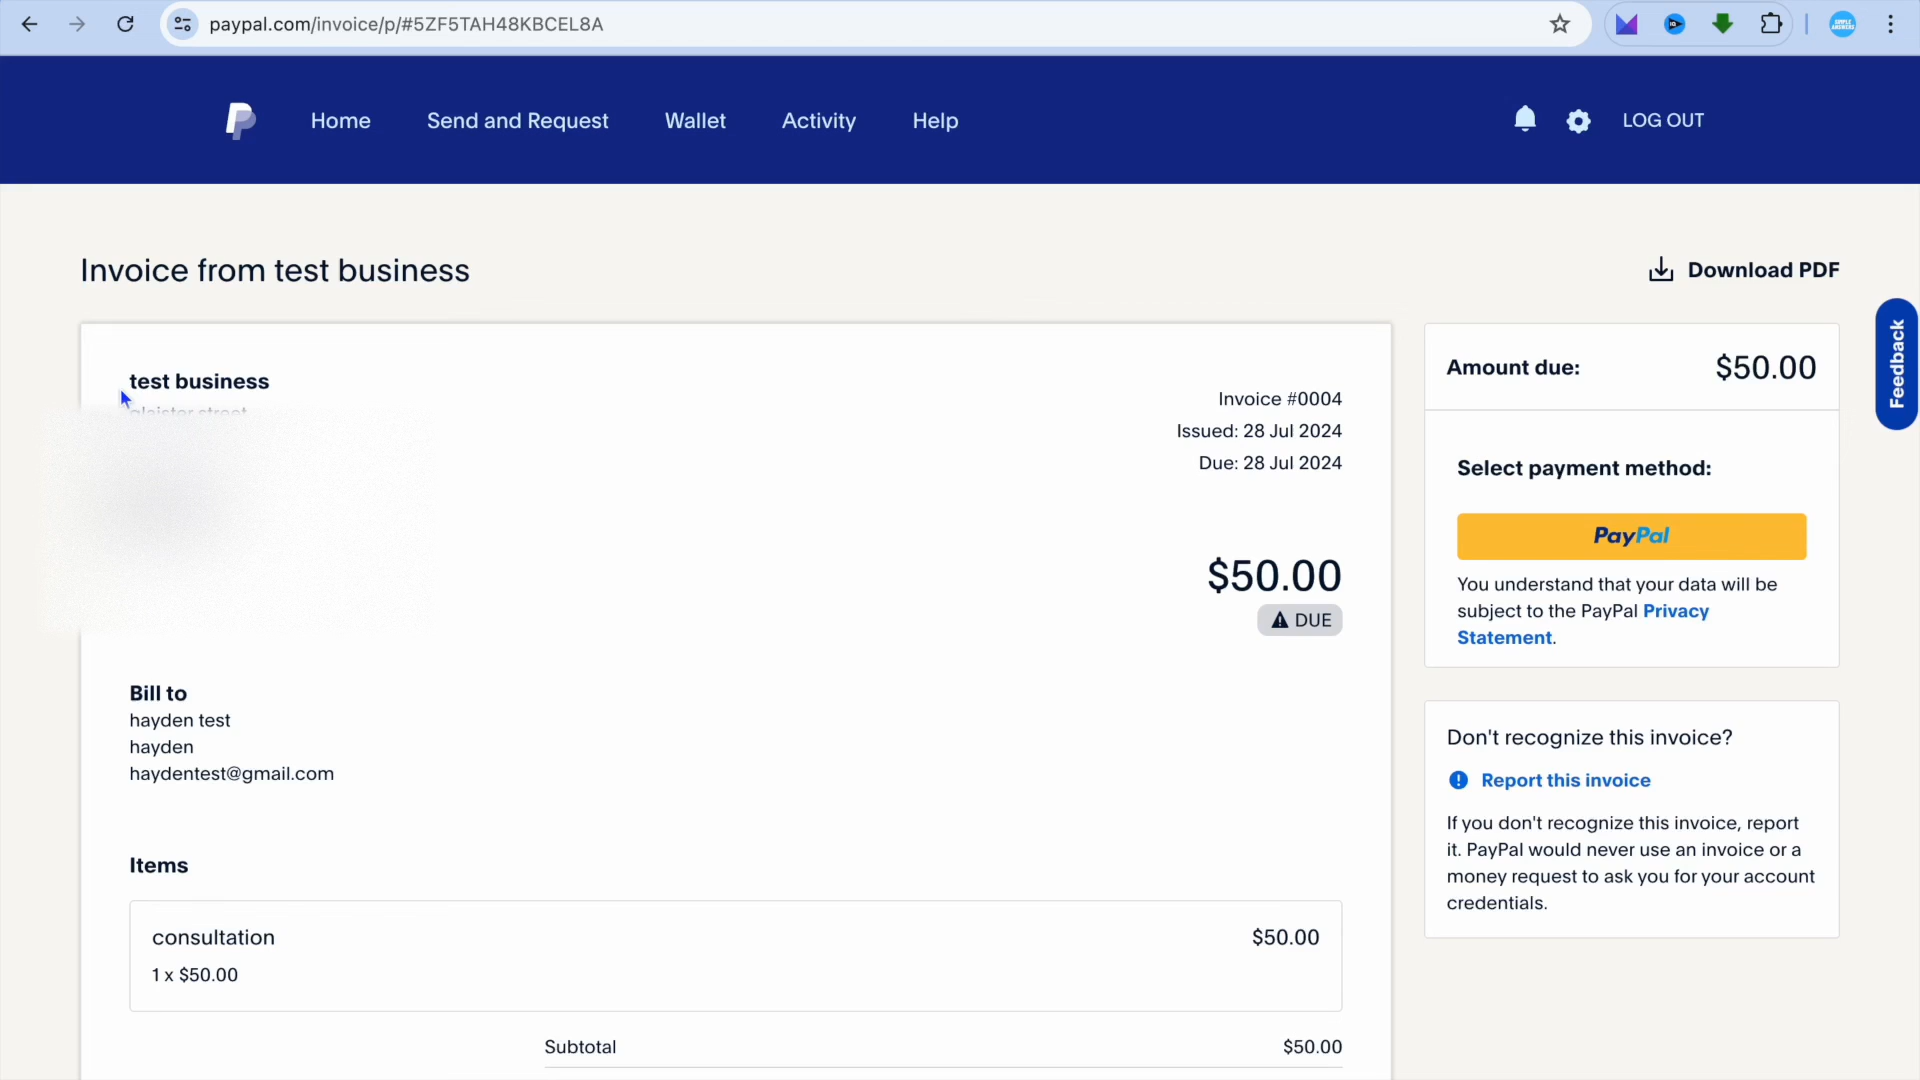 paypal.com/invoice/p/#5ZF5TAH48KBCEL8A
Home
Send and Request
Wallet
Activity
Help
LOG OUT
Invoice from test business
Download PDF
Feedback
test business
glaister street
Invoice #0004
Issued: 28 Jul 2024
Due: 28 Jul 2024
$50.00
DUE
Bill to
hayden test
hayden
haydentest@gmail.com
Items
consultation
$50.00
1 x $50.00
Subtotal
$50.00
Amount due:
$50.00
Select payment method:
PayPal
You understand that your data will be
subject to the PayPal Privacy
Statement.
Don't recognize this invoice?
Report this invoice
If you don't recognize this invoice, report
it. PayPal would never use an invoice or a
money request to ask you for your account
credentials.